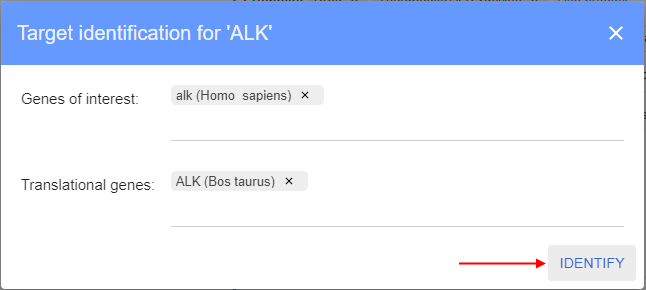 Target identification for 'ALK'
Genes of interest: alk (Homo sapiens)
Translational genes: ALK (Bos taurus)
IDENTIFY